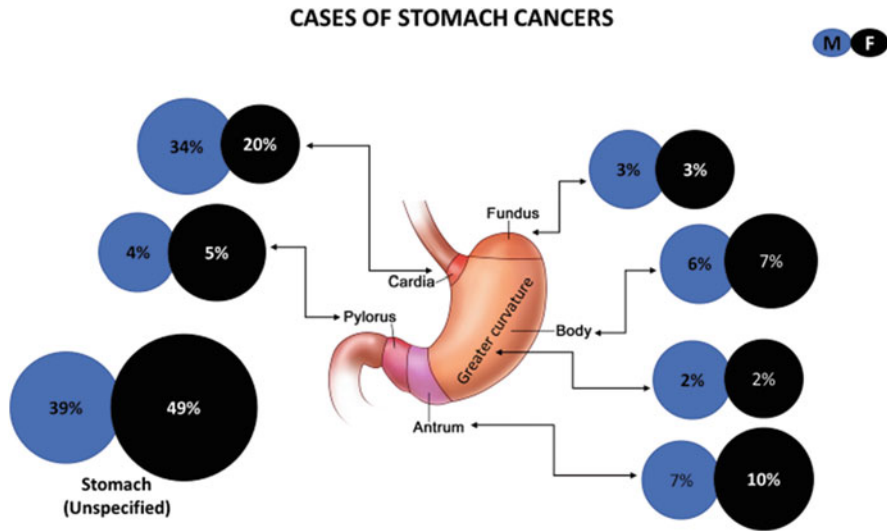 CASES OF STOMACH CANCERS
M F
34% 20%
3% 3%
Fundus
4% 5%
6% 7%
Cardia
Pylorus
Greater curvature
Body
39% 49%
2% 2%
Antrum
7% 10%
Stomach
(Unspecified)